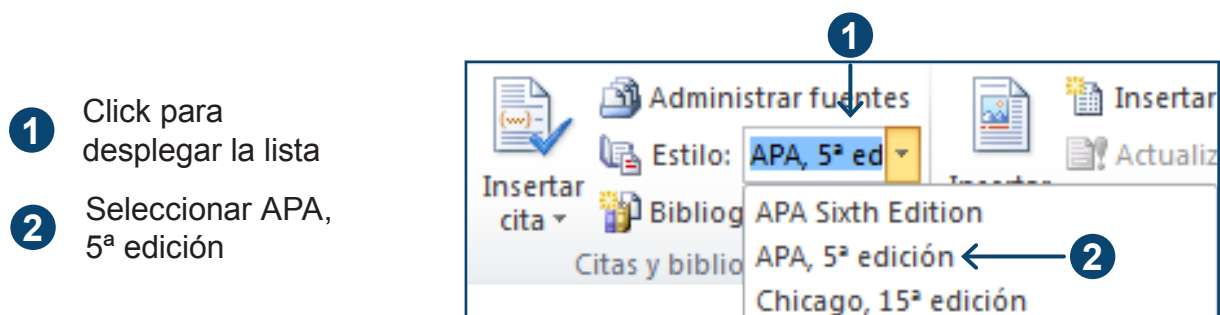 1
1 Click para
desplegar la lista
2 Seleccionar APA,
5ª edición
Administrar fuentes
Estilo: APA, 5ª ed
Insertar
cita
Bibliog
Citas y biblio
Insertar
Actualiz
APA Sixth Edition
APA, 5ª edición 2
Chicago, 15ª edición